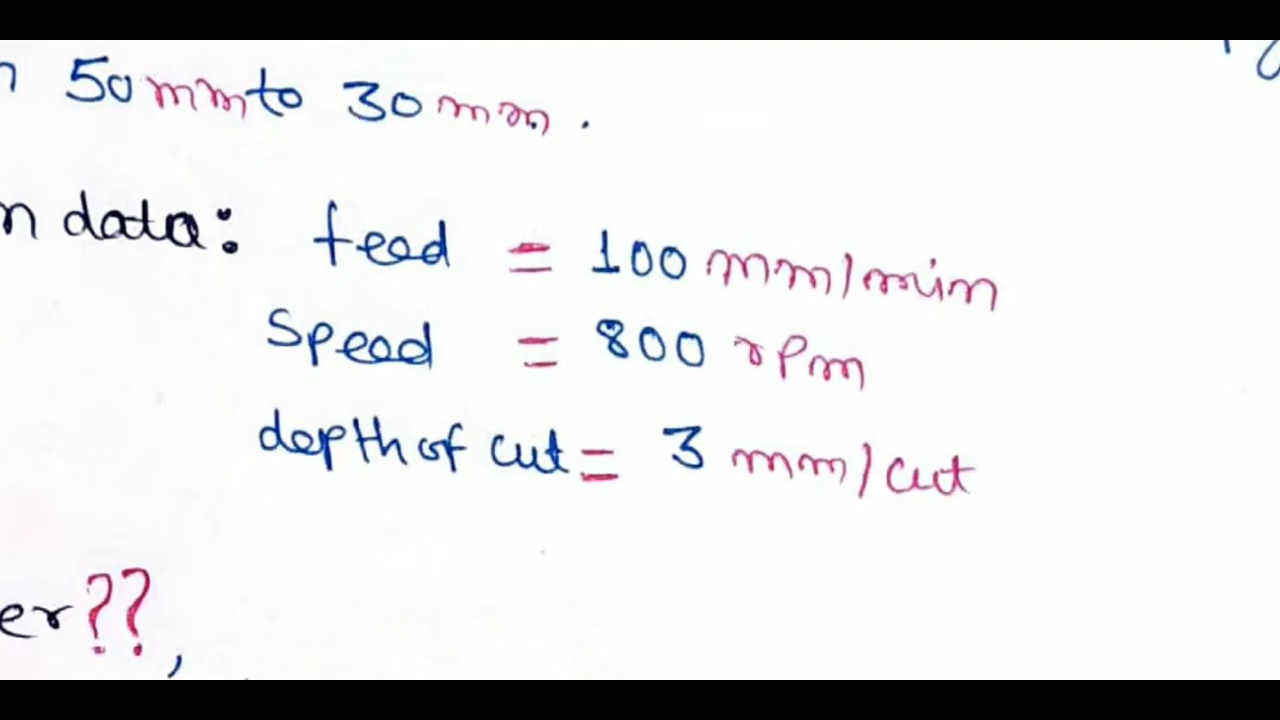 50mm to 30mm.
n data: feed = 100 mm/min
Speed = 800 rpm
depth of cut = 3 mm/cut
er??,